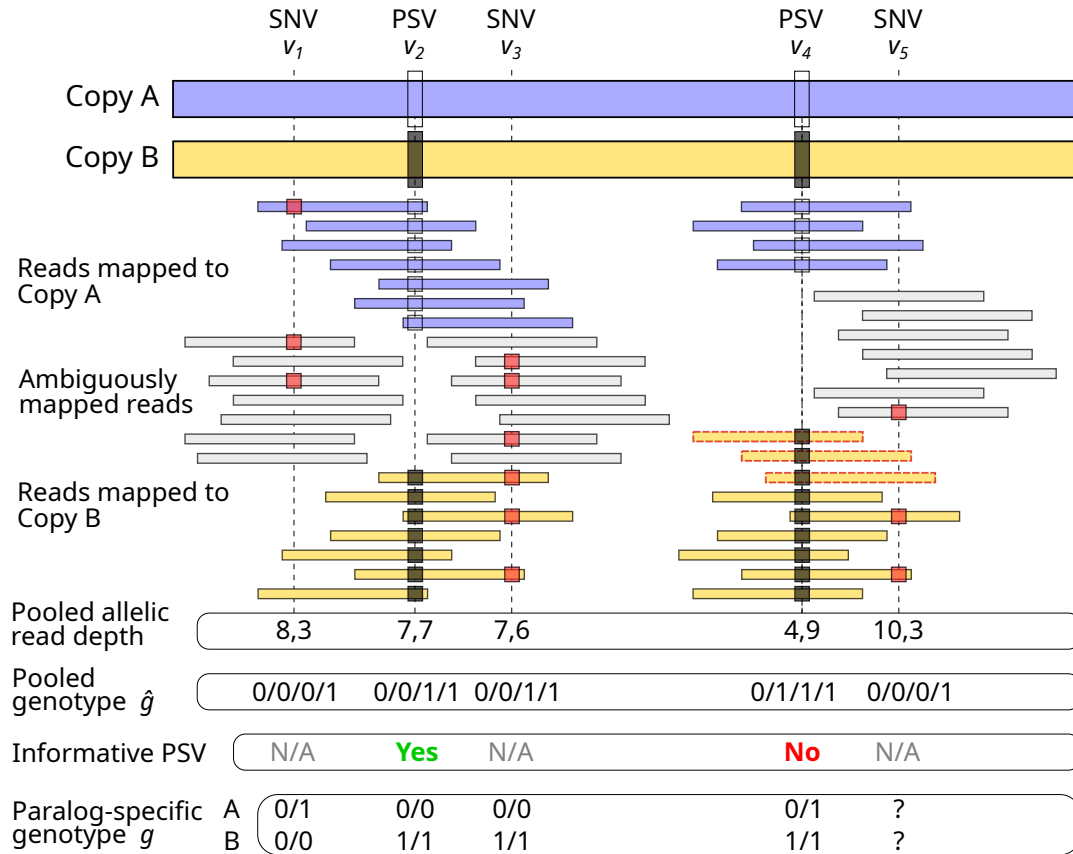 SNV PSV SNV PSV SNV
v1 v2 v3 v4 v5
Copy A
Copy B
Reads mapped to
Copy A
Ambiguously
mapped reads
Reads mapped to
Copy B
Pooled allelic
read depth
8,3 7,7 7,6 4,9 10,3
Pooled
genotype ĝ
0/0/0/1 0/0/1/1 0/0/1/1 0/1/1/1 0/0/0/1
Informative PSV N/A Yes N/A No N/A
Paralog-specific
genotype g
A 0/1 0/0 0/0 0/1 ?
B 0/0 1/1 1/1 1/1 ?